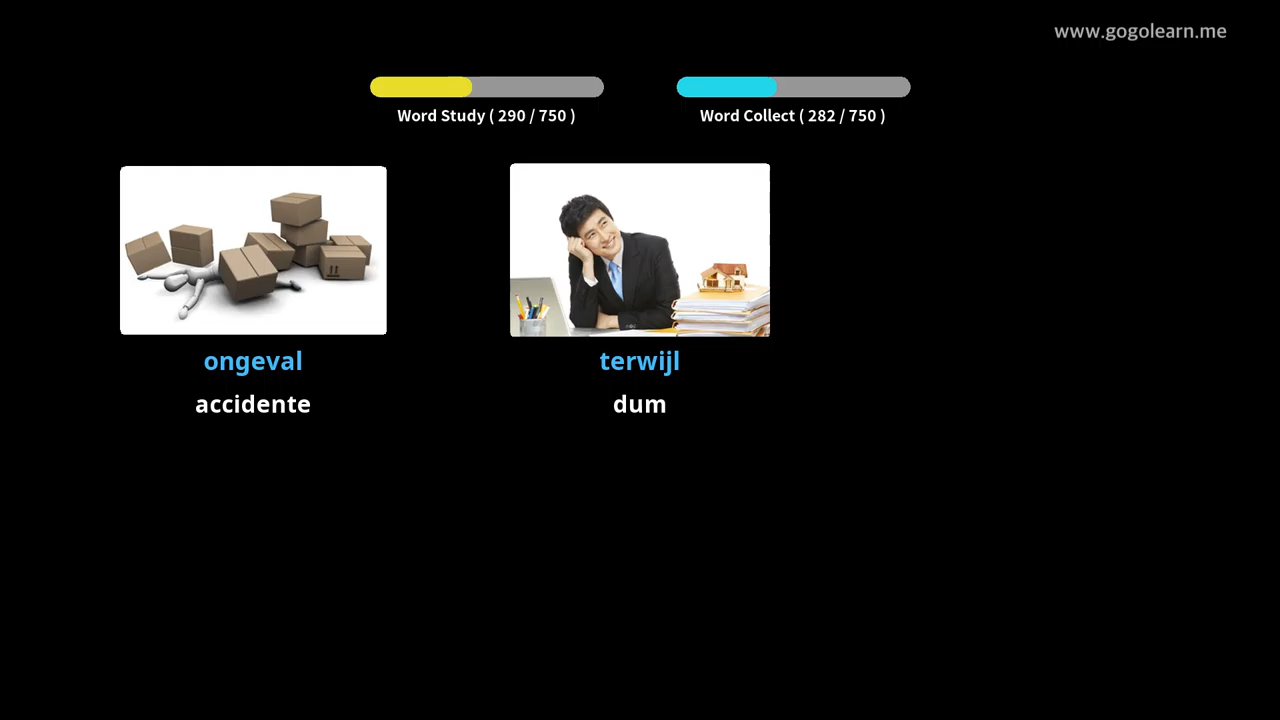 www.gogolearn.me
Word Study ( 290 / 750 )
Word Collect ( 282 / 750 )
ongeval
terwijl
accidente
dum